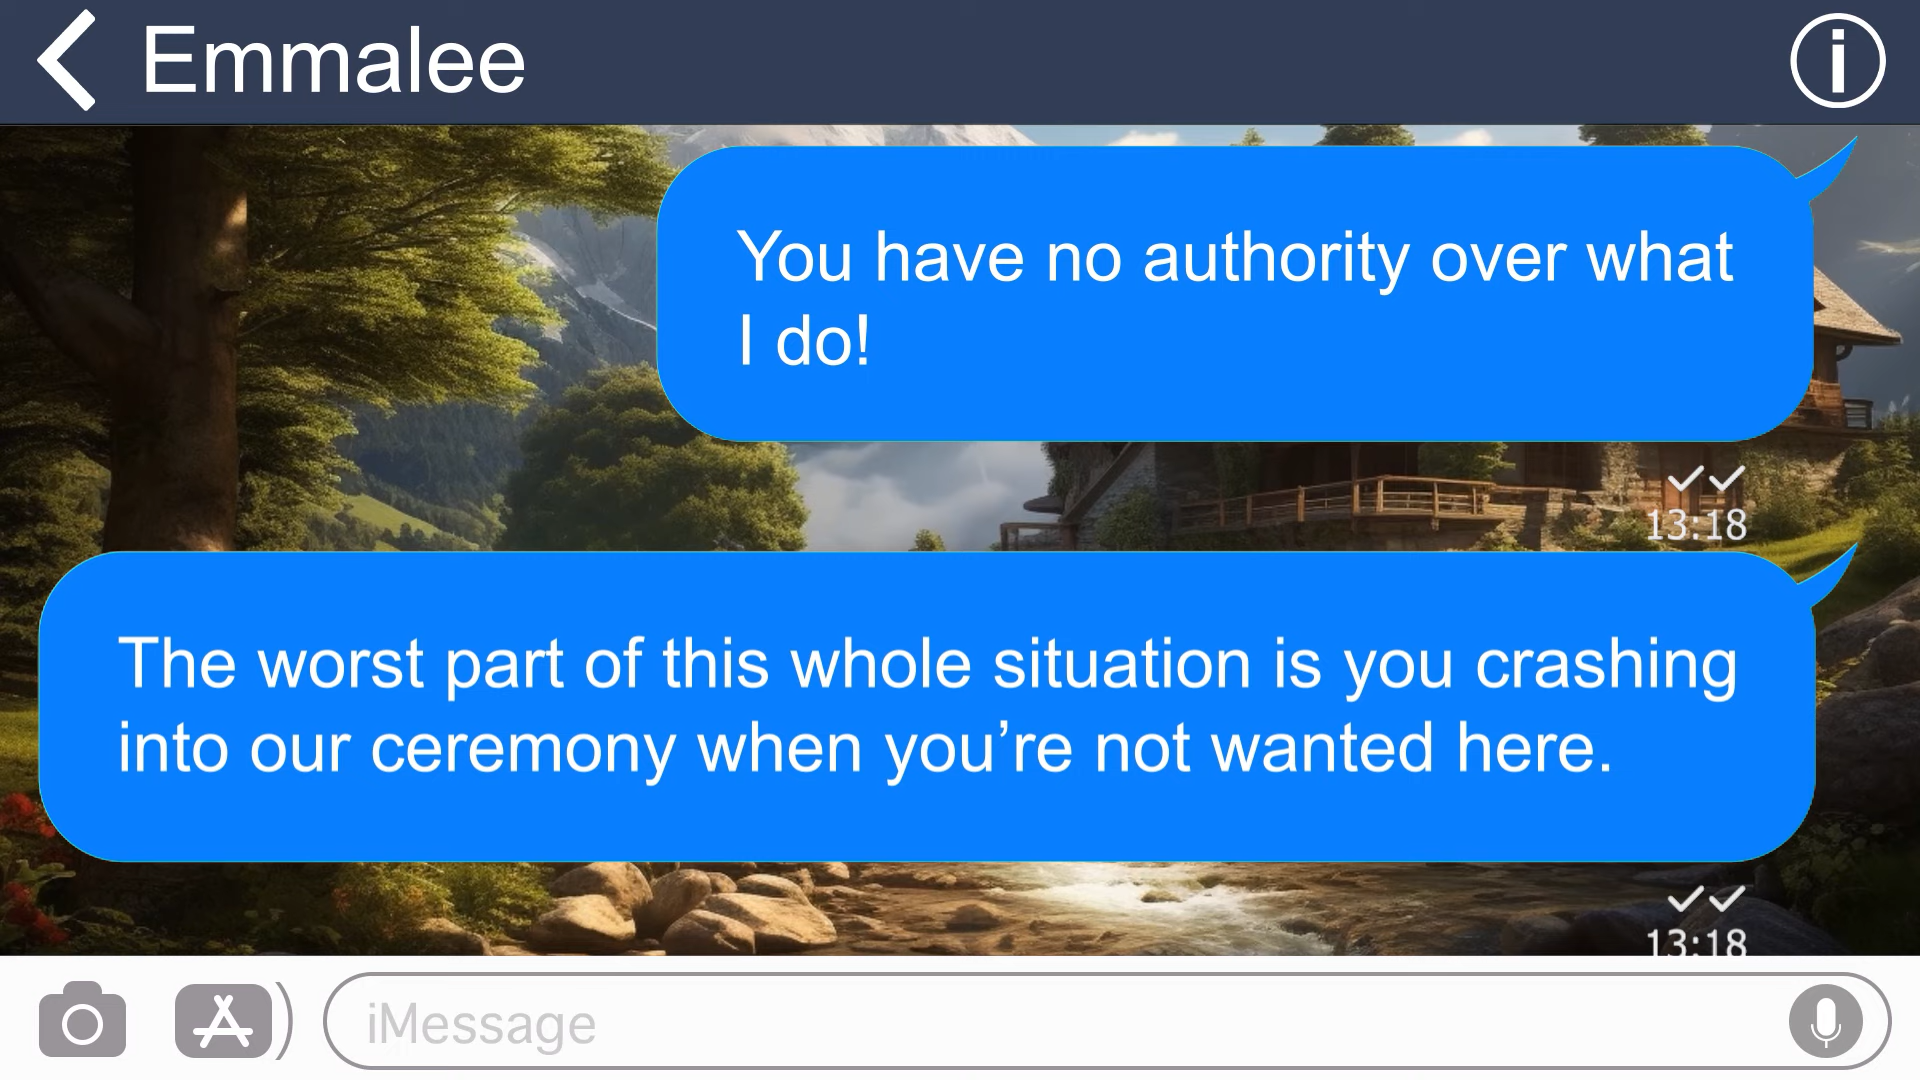 Emmalee
You have no authority over what
I do!
13:18
The worst part of this whole situation is you crashing
into our ceremony when you’re not wanted here.
13:18
iMessage